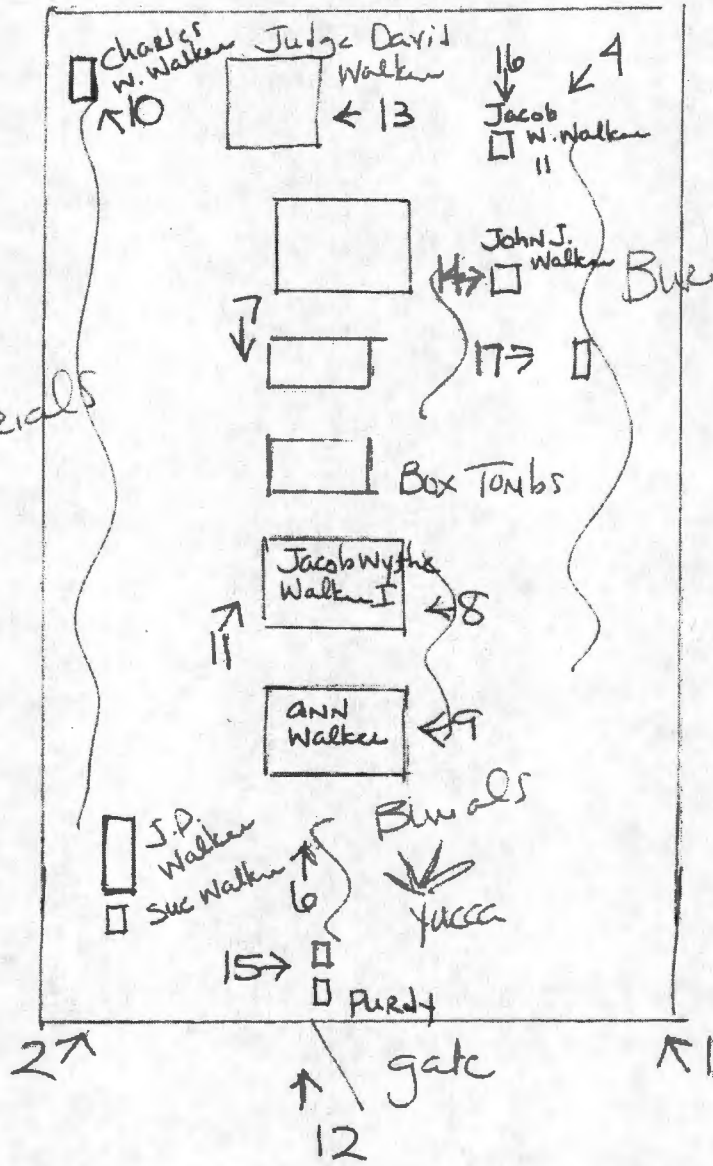 Charles
W. Walker
10
Judge David
Walker
13
16
4
Jacob
W. Walker
11
John J.
Walker
14
7
17
Box Tombs
Jacob Wythe
Walker I
8
11
ANN
Walker
9
J.P.
Walker
Sue Walker
6
Burials
Yucca
15
PURDY
2
gate
1
12